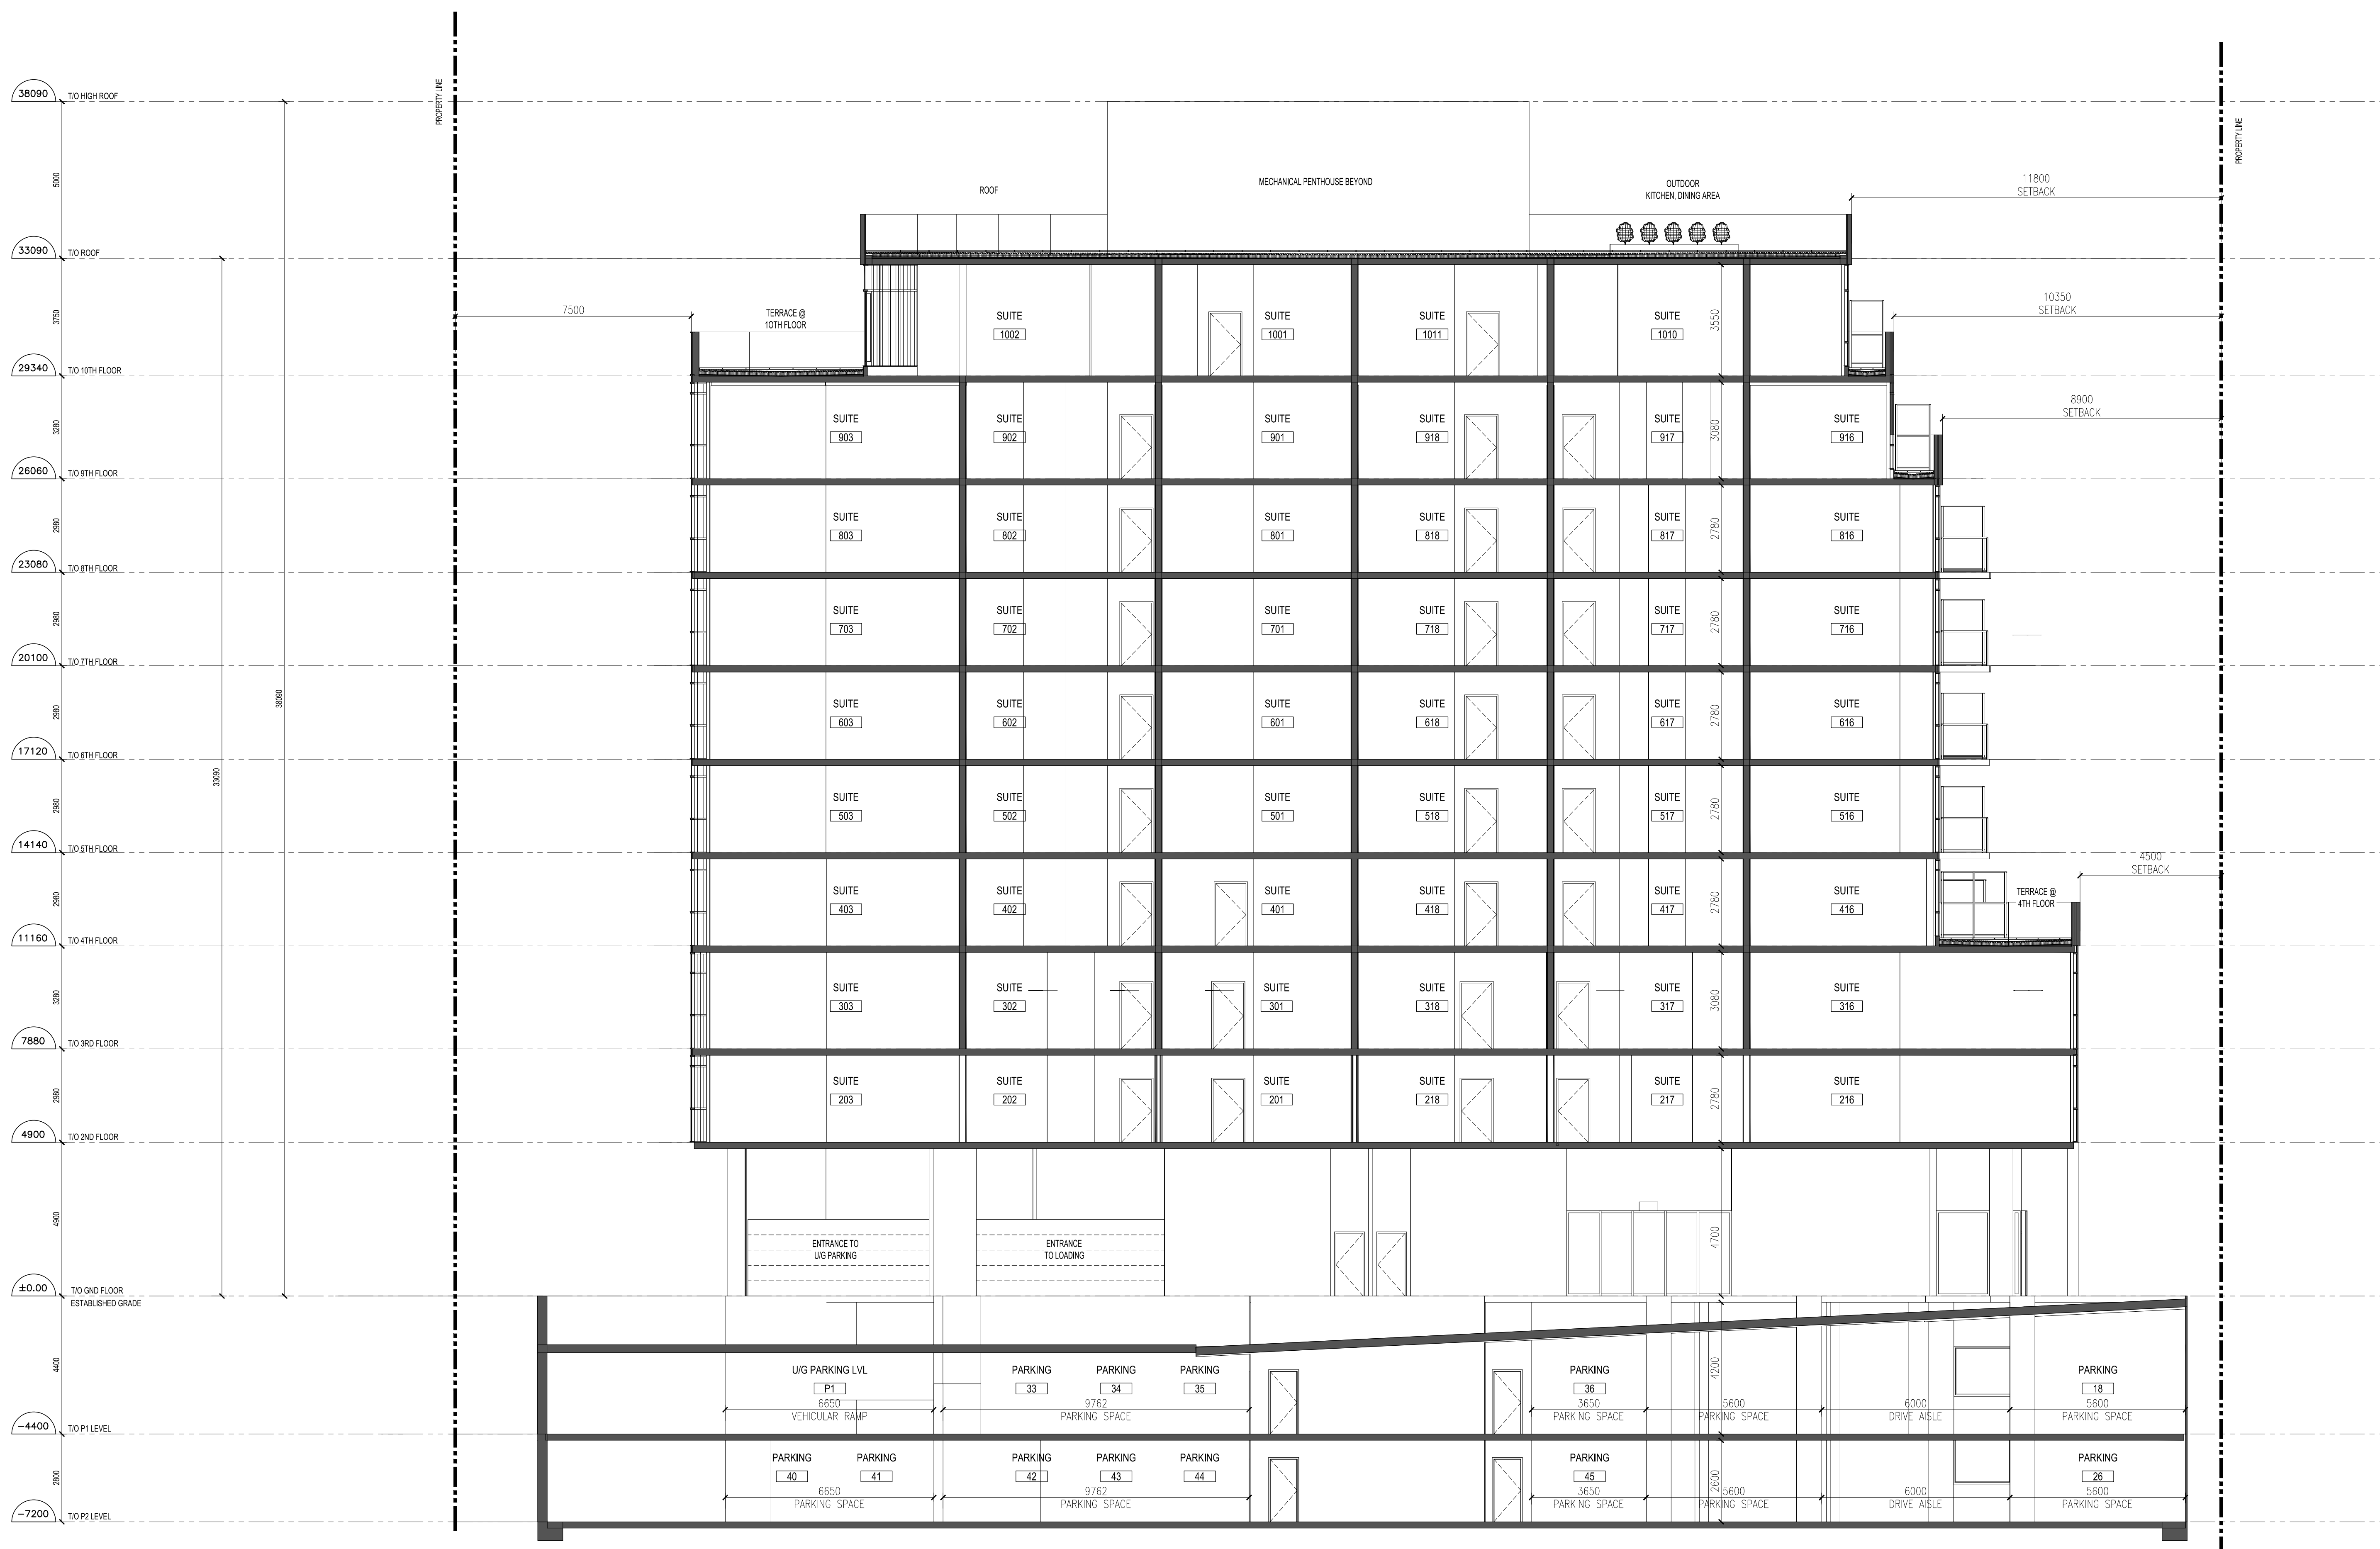 PROPERTY LINE
38090
T/O HIGH ROOF
PROPERTY LINE
5000
ROOF
MECHANICAL PENTHOUSE BEYOND
OUTDOOR
KITCHEN, DINING AREA
11800
SETBACK
33090
T/O ROOF
3750
7500
TERRACE @
10TH FLOOR
SUITE
1002
SUITE
1001
SUITE
1011
SUITE
1010
3550
10350
SETBACK
29340
T/O 10TH FLOOR
3280
SUITE
903
SUITE
902
SUITE
901
SUITE
918
SUITE
917
3080
SUITE
916
8900
SETBACK
26060
T/O 9TH FLOOR
2980
SUITE
803
SUITE
802
SUITE
801
SUITE
818
SUITE
817
2780
SUITE
816
23080
T/O 8TH FLOOR
2980
SUITE
703
SUITE
702
SUITE
701
SUITE
718
SUITE
717
2780
SUITE
716
20100
T/O 7TH FLOOR
2980
38090
SUITE
603
SUITE
602
SUITE
601
SUITE
618
SUITE
617
2780
SUITE
616
17120
T/O 6TH FLOOR
33090
2980
SUITE
503
SUITE
502
SUITE
501
SUITE
518
SUITE
517
2780
SUITE
516
14140
T/O 5TH FLOOR
2980
SUITE
403
SUITE
402
SUITE
401
SUITE
418
SUITE
417
2780
SUITE
416
TERRACE @
4TH FLOOR
4500
SETBACK
11160
T/O 4TH FLOOR
3280
SUITE
303
SUITE
302
SUITE
301
SUITE
318
SUITE
317
3080
SUITE
316
7880
T/O 3RD FLOOR
2980
SUITE
203
SUITE
202
SUITE
201
SUITE
218
SUITE
217
2780
SUITE
216
4900
T/O 2ND FLOOR
4900
ENTRANCE TO
U/G PARKING
ENTRANCE
TO LOADING
4700
±0.00
T/O GND FLOOR
ESTABLISHED GRADE
4400
U/G PARKING LVL
P1
PARKING
33
PARKING
34
PARKING
35
PARKING
36
4200
PARKING
18
6650
VEHICULAR RAMP
9762
PARKING SPACE
3650
PARKING SPACE
5600
PARKING SPACE
6000
DRIVE AISLE
5600
PARKING SPACE
-4400
T/O P1 LEVEL
2800
PARKING
40
PARKING
41
PARKING
42
PARKING
43
PARKING
44
PARKING
45
2600
PARKING
26
6650
PARKING SPACE
9762
PARKING SPACE
3650
PARKING SPACE
5600
PARKING SPACE
6000
DRIVE AISLE
5600
PARKING SPACE
-7200
T/O P2 LEVEL